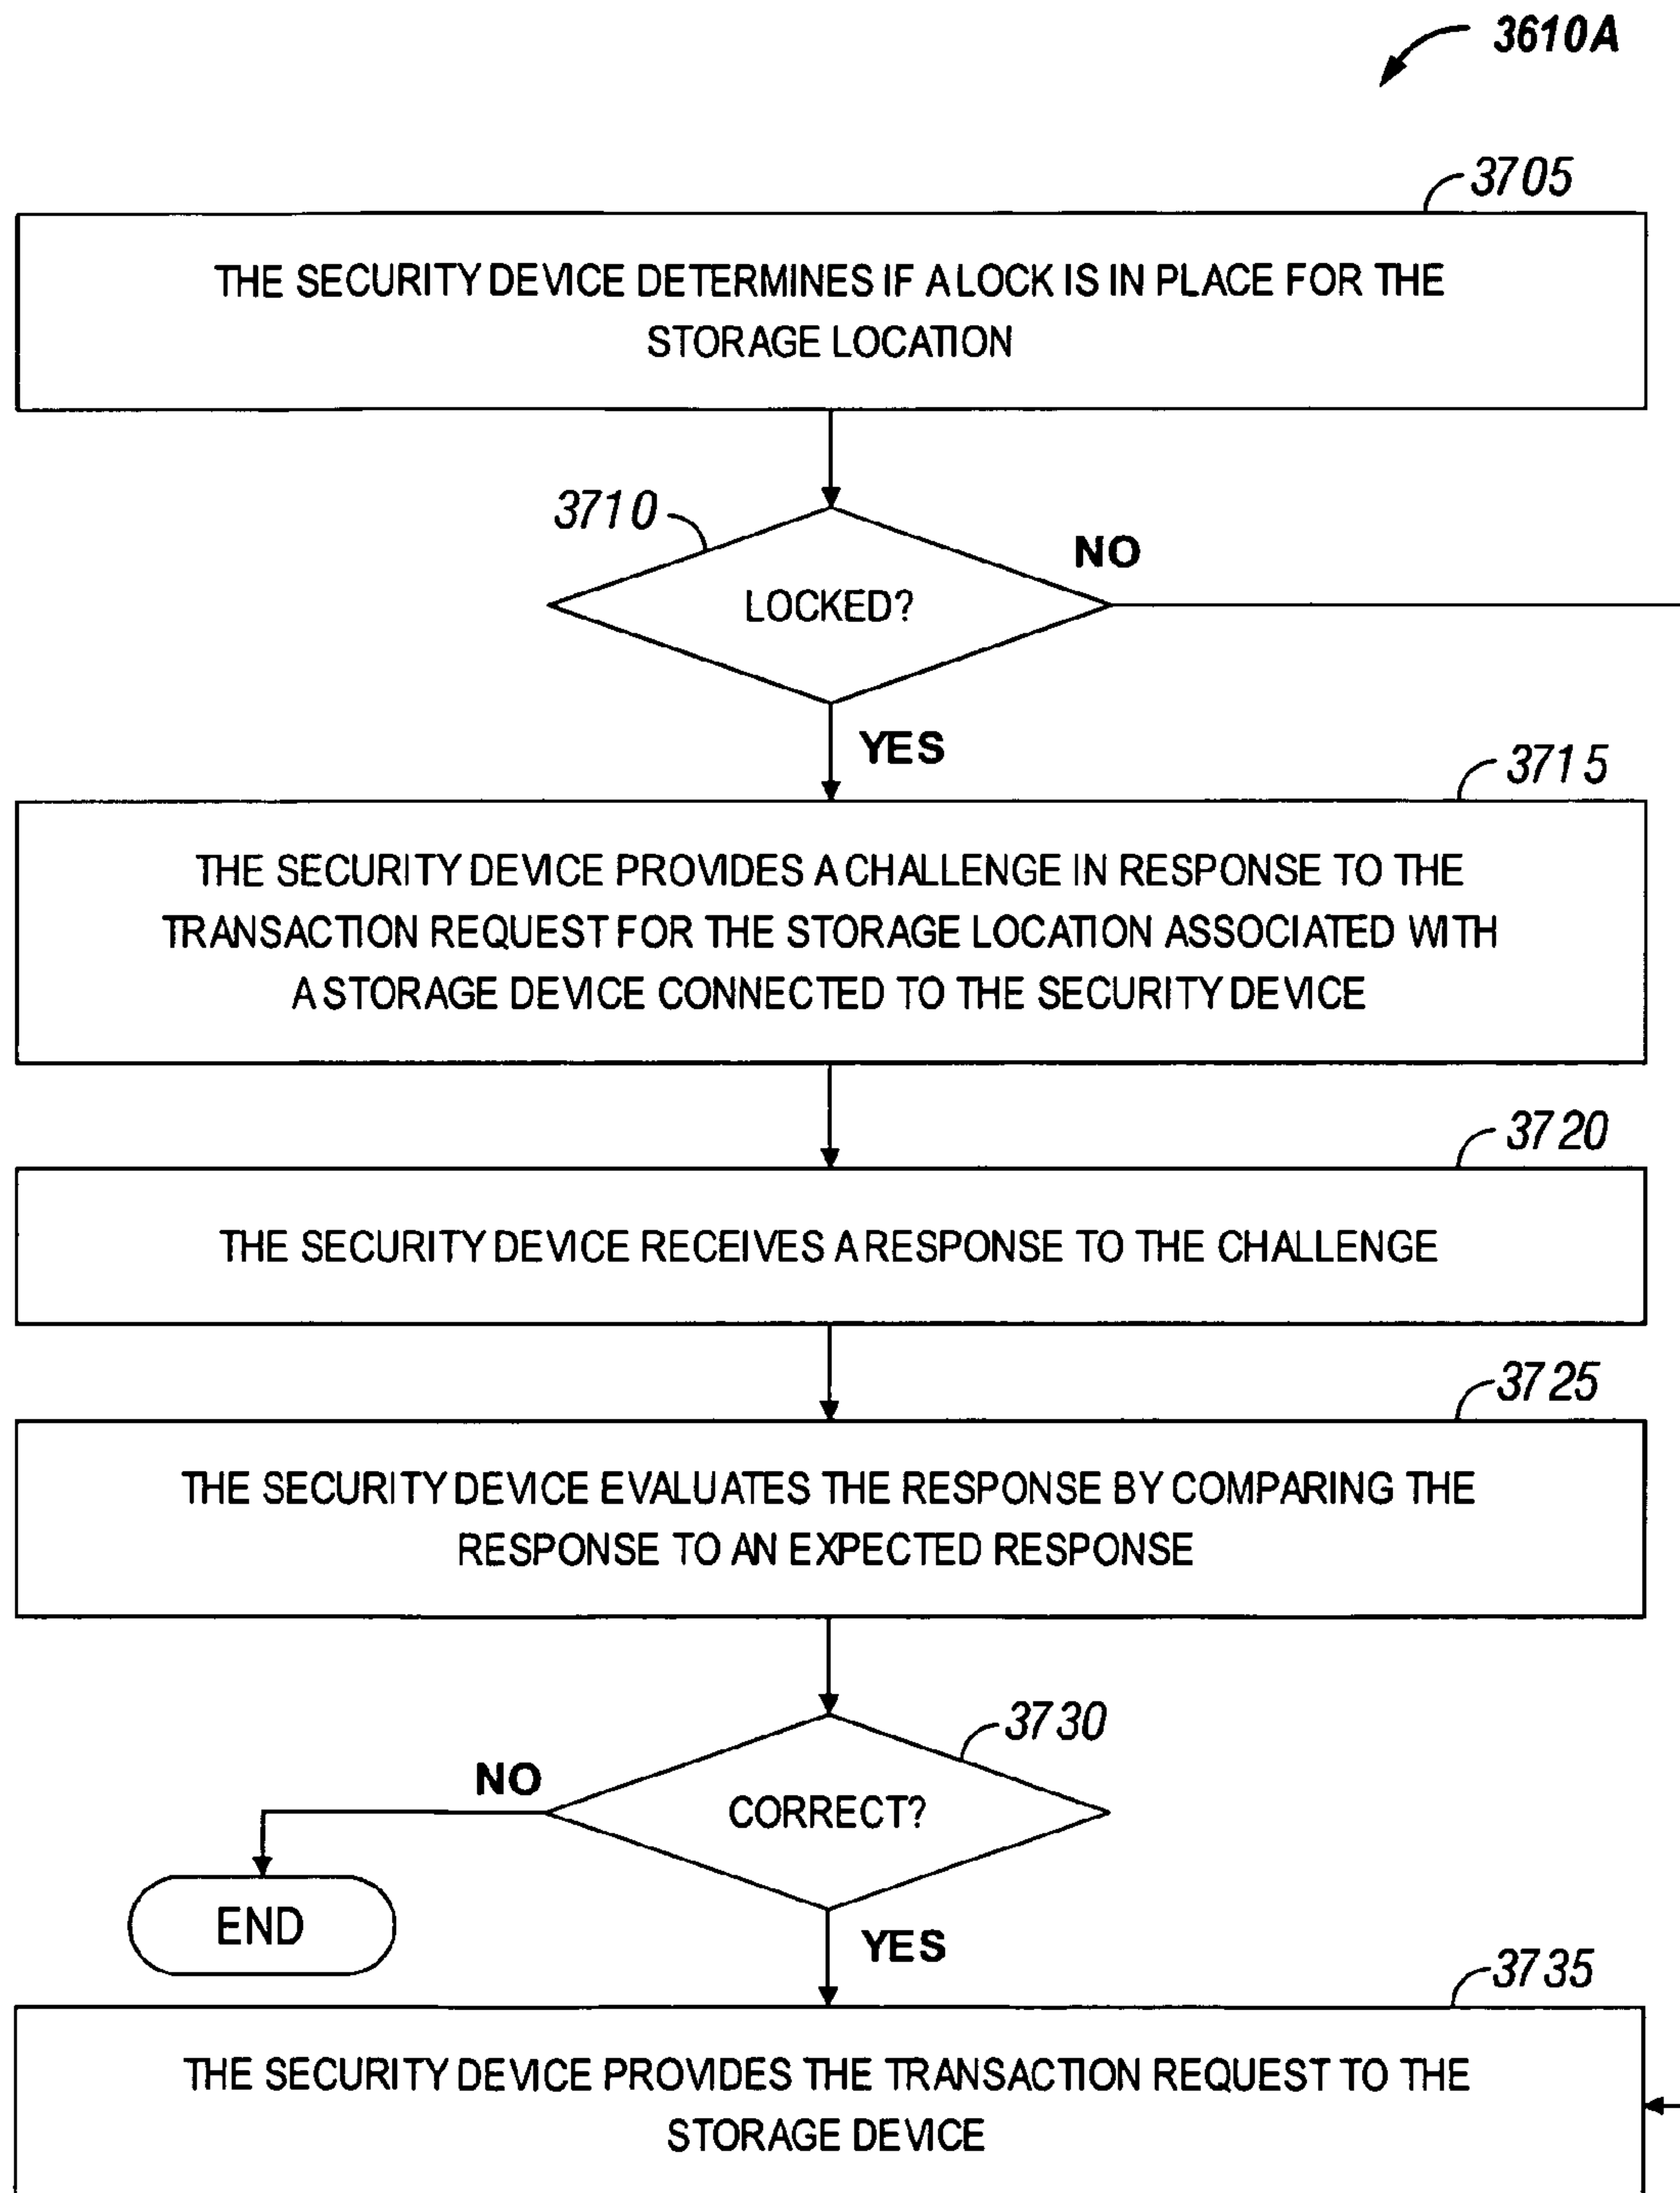 3610A
3705
THE SECURITY DEVICE DETERMINES IF A LOCK IS IN PLACE FOR THE
STORAGE LOCATION
3710
NO
LOCKED?
YES
3715
THE SECURITY DEVICE PROVIDES A CHALLENGE IN RESPONSE TO THE
TRANSACTION REQUEST FOR THE STORAGE LOCATION ASSOCIATED WITH
A STORAGE DEVICE CONNECTED TO THE SECURITY DEVICE
3720
THE SECURITY DEVICE RECEIVES A RESPONSE TO THE CHALLENGE
3725
THE SECURITY DEVICE EVALUATES THE RESPONSE BY COMPARING THE
RESPONSE TO AN EXPECTED RESPONSE
3730
NO
CORRECT?
END
YES
3735
THE SECURITY DEVICE PROVIDES THE TRANSACTION REQUEST TO THE
STORAGE DEVICE